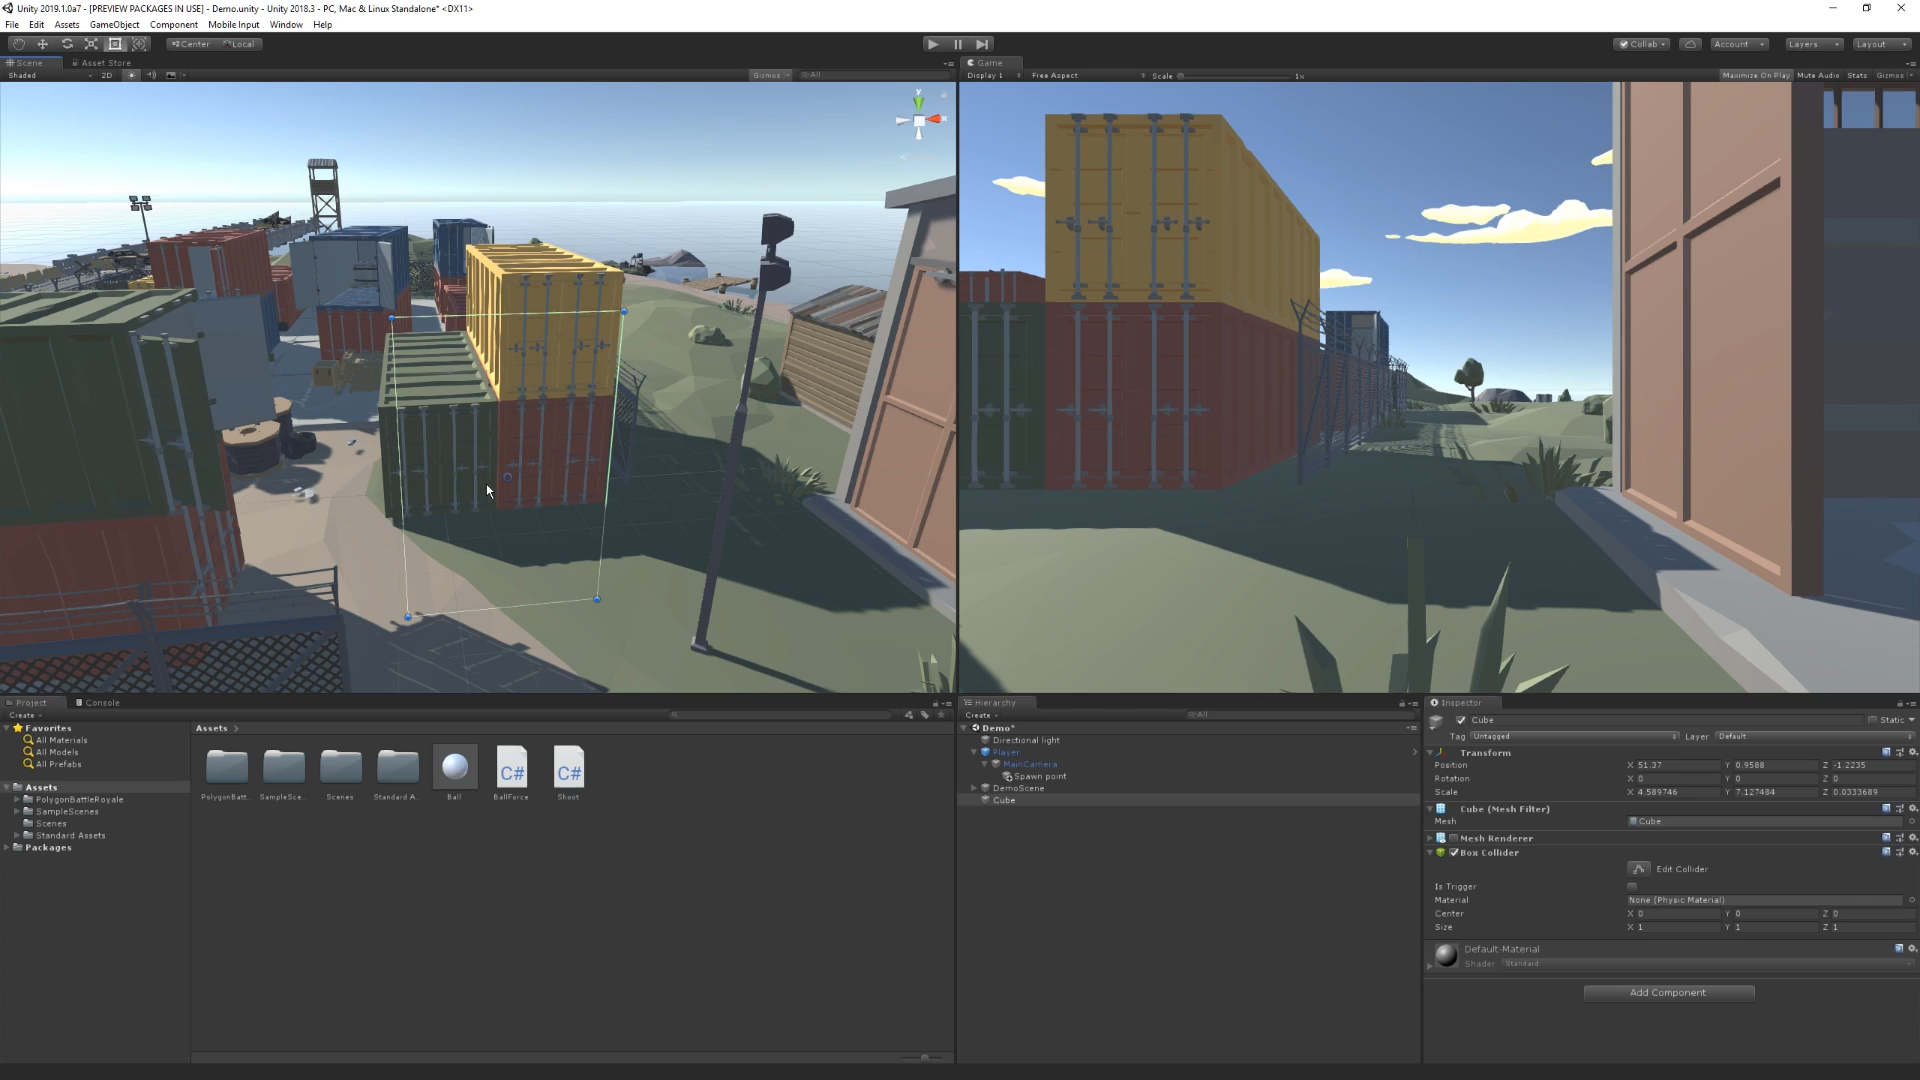 Unity 2019.1.0a7 - [PREVIEW PACKAGES IN USE] - Demo.unity - Unity 2018.3 - PC, Mac & Linux Standalone* <DX11>
File Edit Assets GameObject Component Mobile Input Window Help
Center Local Collab Account Layers Layout
Scene Asset Store Game
Shaded 2D Gizmos All Display 1 Free Aspect Scale 1x Maximize On Play Mute Audio Stats Gizmos
y
x
Project Console Hierarchy Inspector
Create Create All Cube Static
Favorites Assets Demo* Tag Untagged Layer Default
All Materials Directional light
All Models Player Transform
All Prefabs MainCamera Position X 51.37 Y 0.9588 Z -1.2235
Spawn point Rotation X 0 Y 0 Z 0
Assets DemoScene Scale X 4.589746 Y 7.127484 Z 0.0333689
PolygonBattleRoyale PolygonBatt... SampleSce... Scenes Standard A... Ball BallForce Shoot Cube
SampleScenes Cube (Mesh Filter)
Scenes Mesh Cube
Standard Assets Mesh Renderer
Packages Box Collider
C# C#
Edit Collider
Is Trigger
Material None (Physic Material)
Center X 0 Y 0 Z 0
Size X 1 Y 1 Z 1
Default-Material
Shader Standard
Add Component